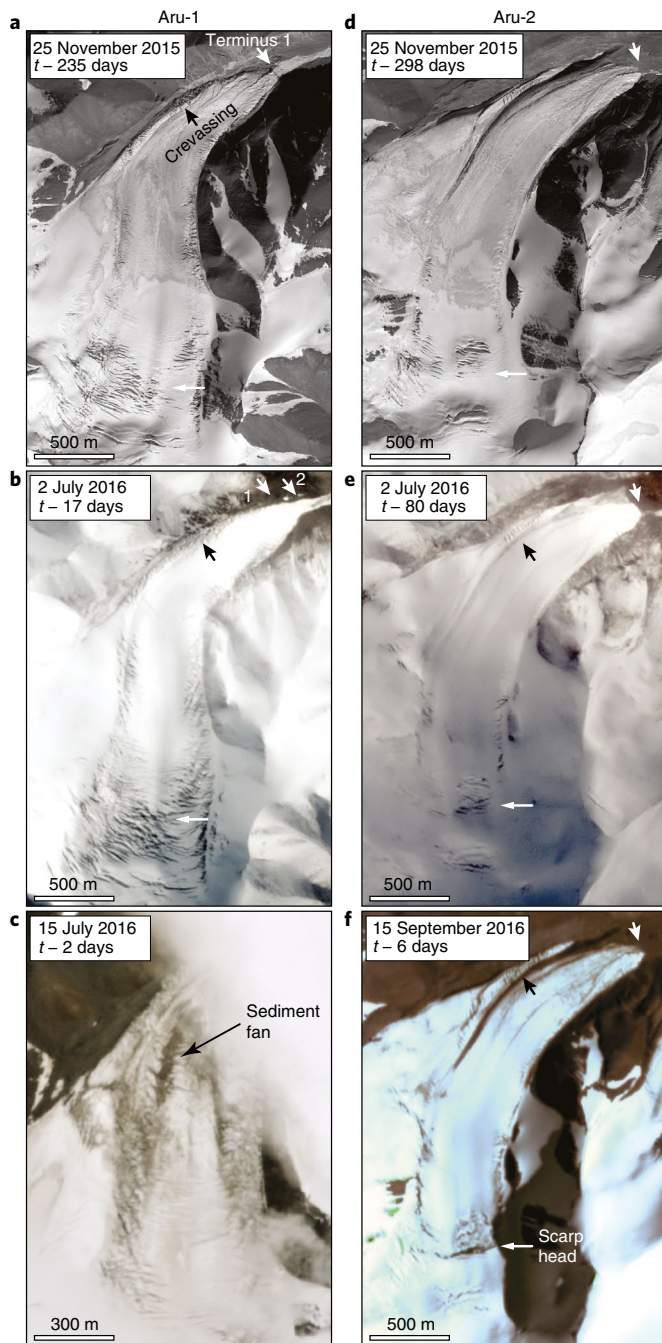 Aru-1
Aru-2
a
25 November 2015
t – 235 days
Terminus 1
Crevassing
500 m
d
25 November 2015
t – 298 days
500 m
b
2 July 2016
t – 17 days
1
2
500 m
e
2 July 2016
t – 80 days
500 m
c
15 July 2016
t – 2 days
Sediment
fan
300 m
f
15 September 2016
t – 6 days
Scarp
head
500 m